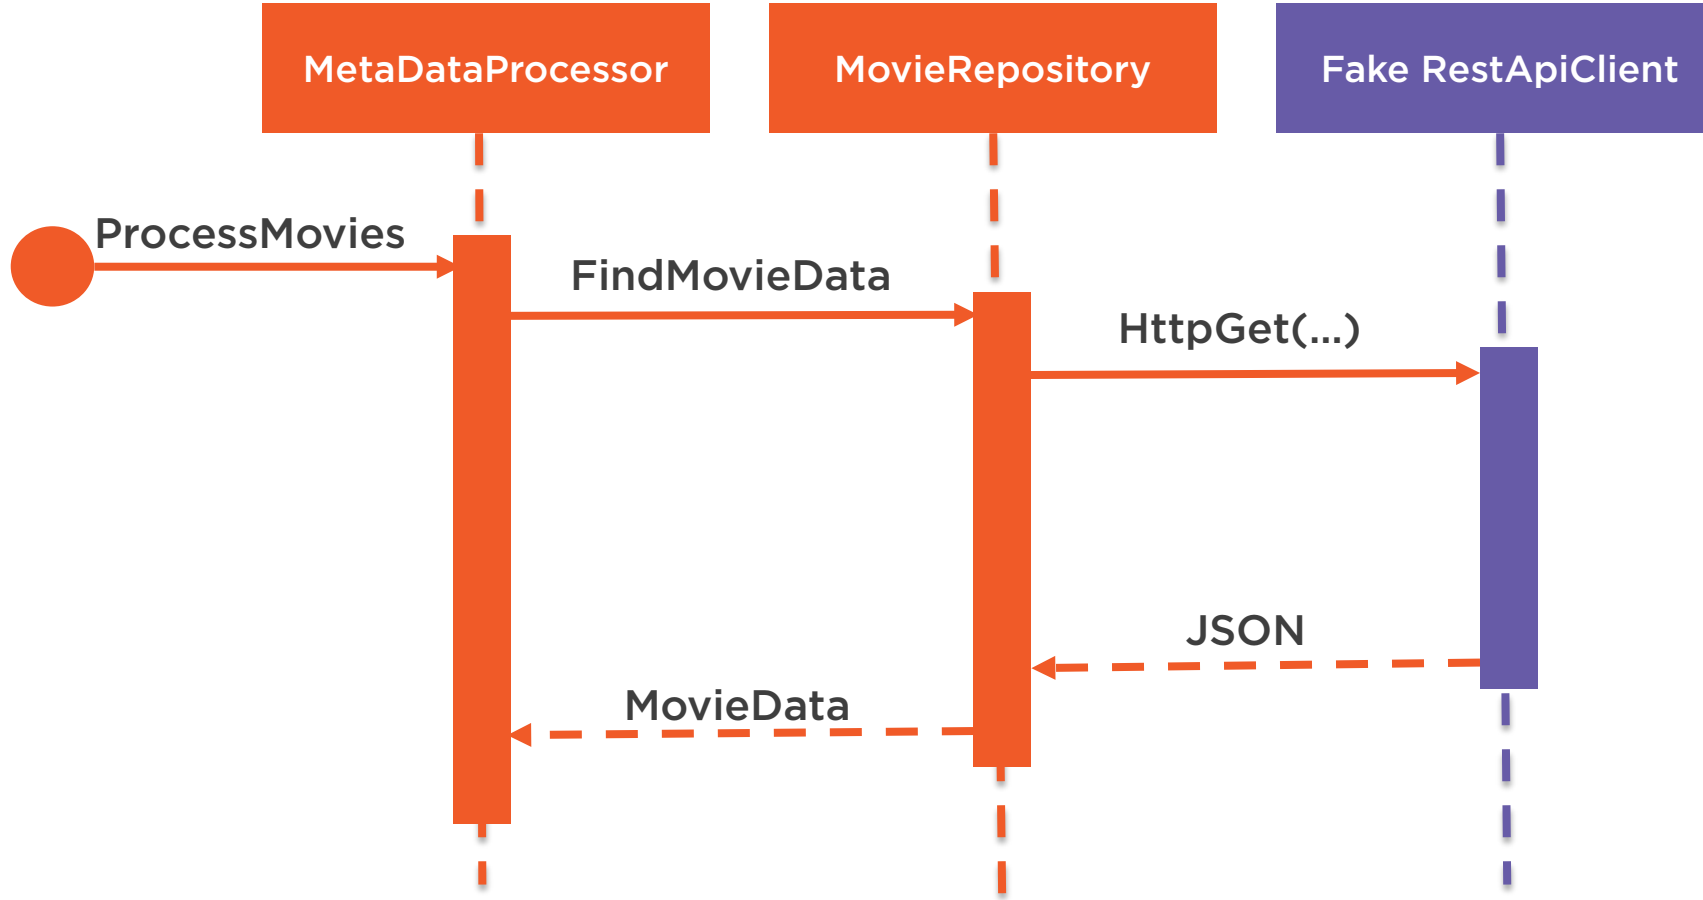 MetaDataProcessor
MovieRepository
Fake RestApiClient
ProcessMovies
FindMovieData
HttpGet(...)
JSON
MovieData